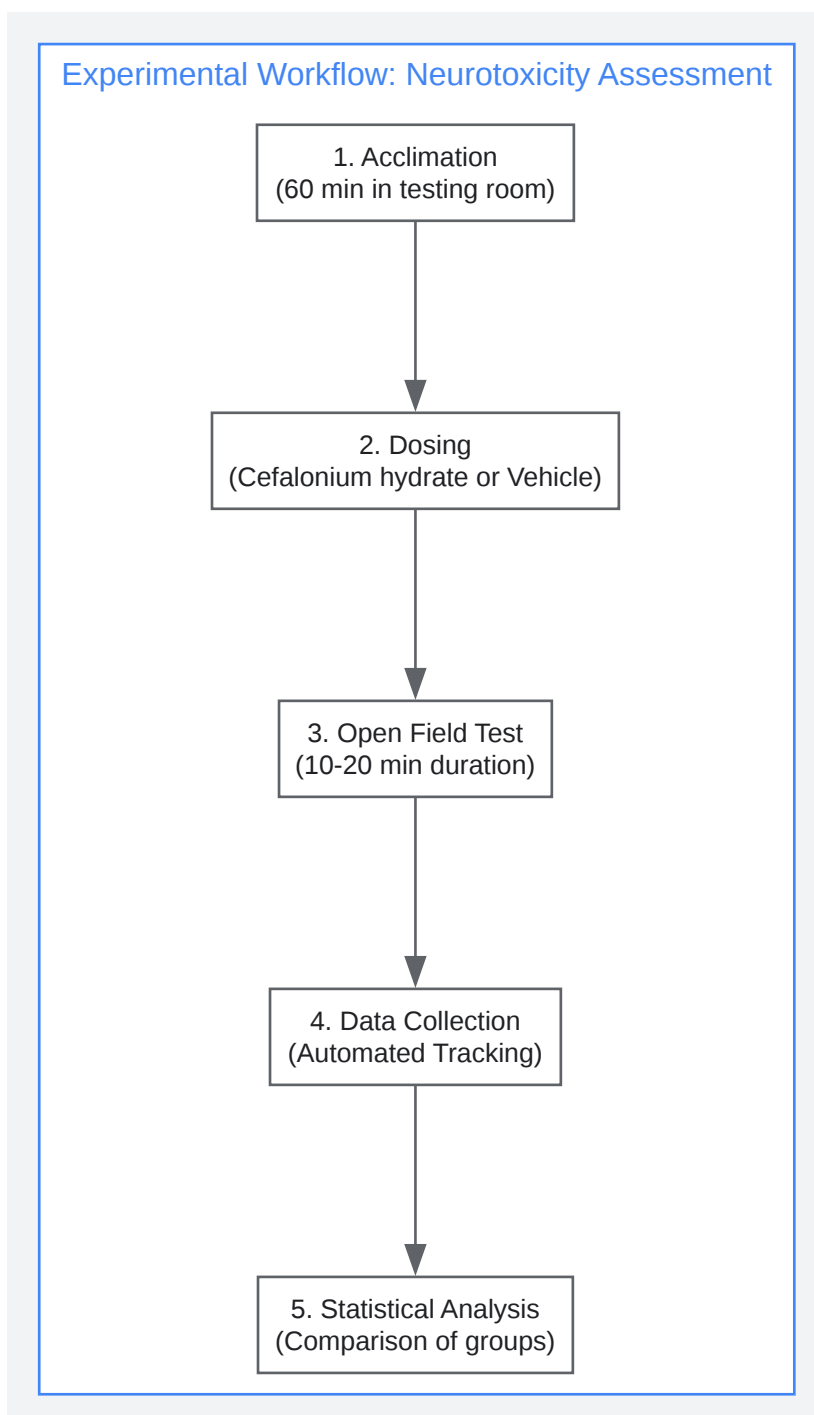 Experimental Workflow: Neurotoxicity Assessment
1. Acclimation
(60 min in testing room)
2. Dosing
(Cefalonium hydrate or Vehicle)
3. Open Field Test
(10-20 min duration)
4. Data Collection
(Automated Tracking)
5. Statistical Analysis
(Comparison of groups)